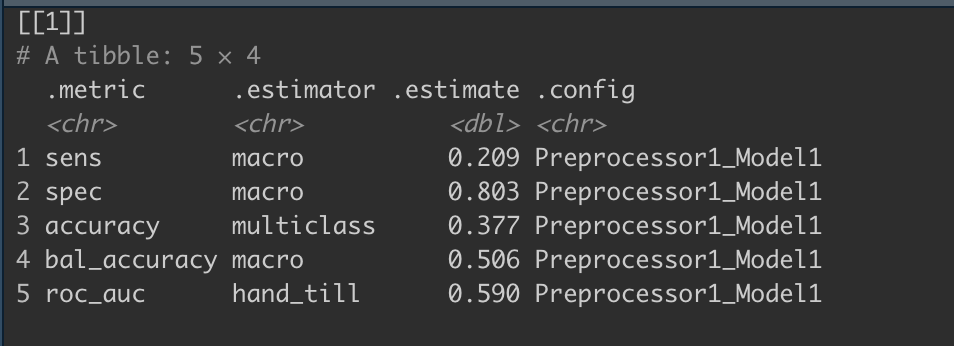 [[1]]
# A tibble: 5 × 4
.metric .estimator .estimate .config
<chr> <chr> <dbl> <chr>
1 sens macro 0.209 Preprocessor1_Model1
2 spec macro 0.803 Preprocessor1_Model1
3 accuracy multiclass 0.377 Preprocessor1_Model1
4 bal_accuracy macro 0.506 Preprocessor1_Model1
5 roc_auc hand_till 0.590 Preprocessor1_Model1